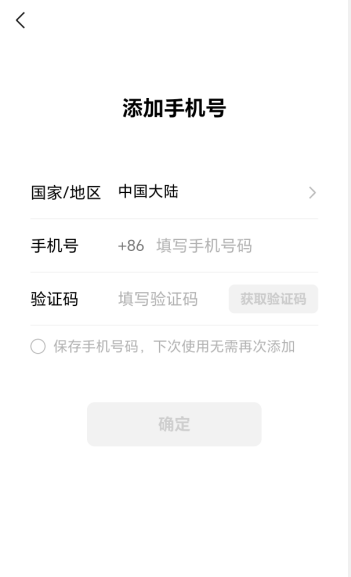 添加手机号
国家/地区 中国大陆
手机号 +86 填写手机号码
验证码 填写验证码 获取验证码
保存手机号码，下次使用无需再次添加
确定